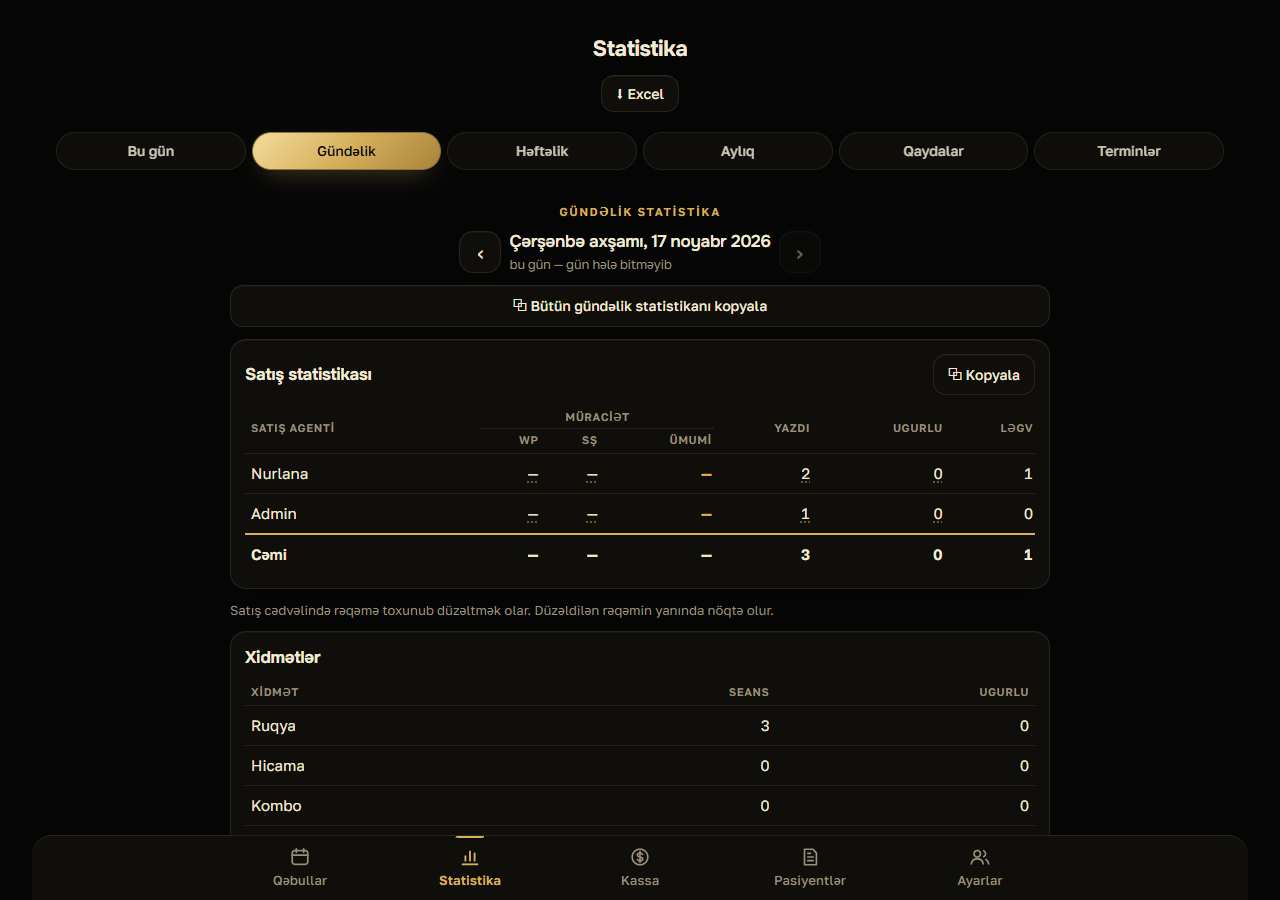 Statistika
⬇ Excel
Bu gün
Gündəlik
Həftəlik
Aylıq
Qaydalar
Terminlər
GÜNDƏLİK STATİSTİKA
‹
Çərşənbə axşamı, 17 noyabr 2026
bu gün — gün hələ bitməyib
›
Bütün gündəlik statistikanı kopyala
Satış statistikası
Kopyala
SATIŞ AGENTİ MÜRACİƏT YAZDI UGURLU LƏGV
WP SŞ ÜMUMİ
Nurlana — — — 2 0 1
Admin — — — 1 0 0
Cəmi — — — 3 0 1
Satış cədvəlində rəqəmə toxunub düzəltmək olar. Düzəldilən rəqəmin yanında nöqtə olur.
Xidmətlər
XİDMƏT SEANS UGURLU
Ruqya 3 0
Hicama 0 0
Kombo 0 0
Qəbullar
Statistika
Kassa
Pasiyentlər
Ayarlar